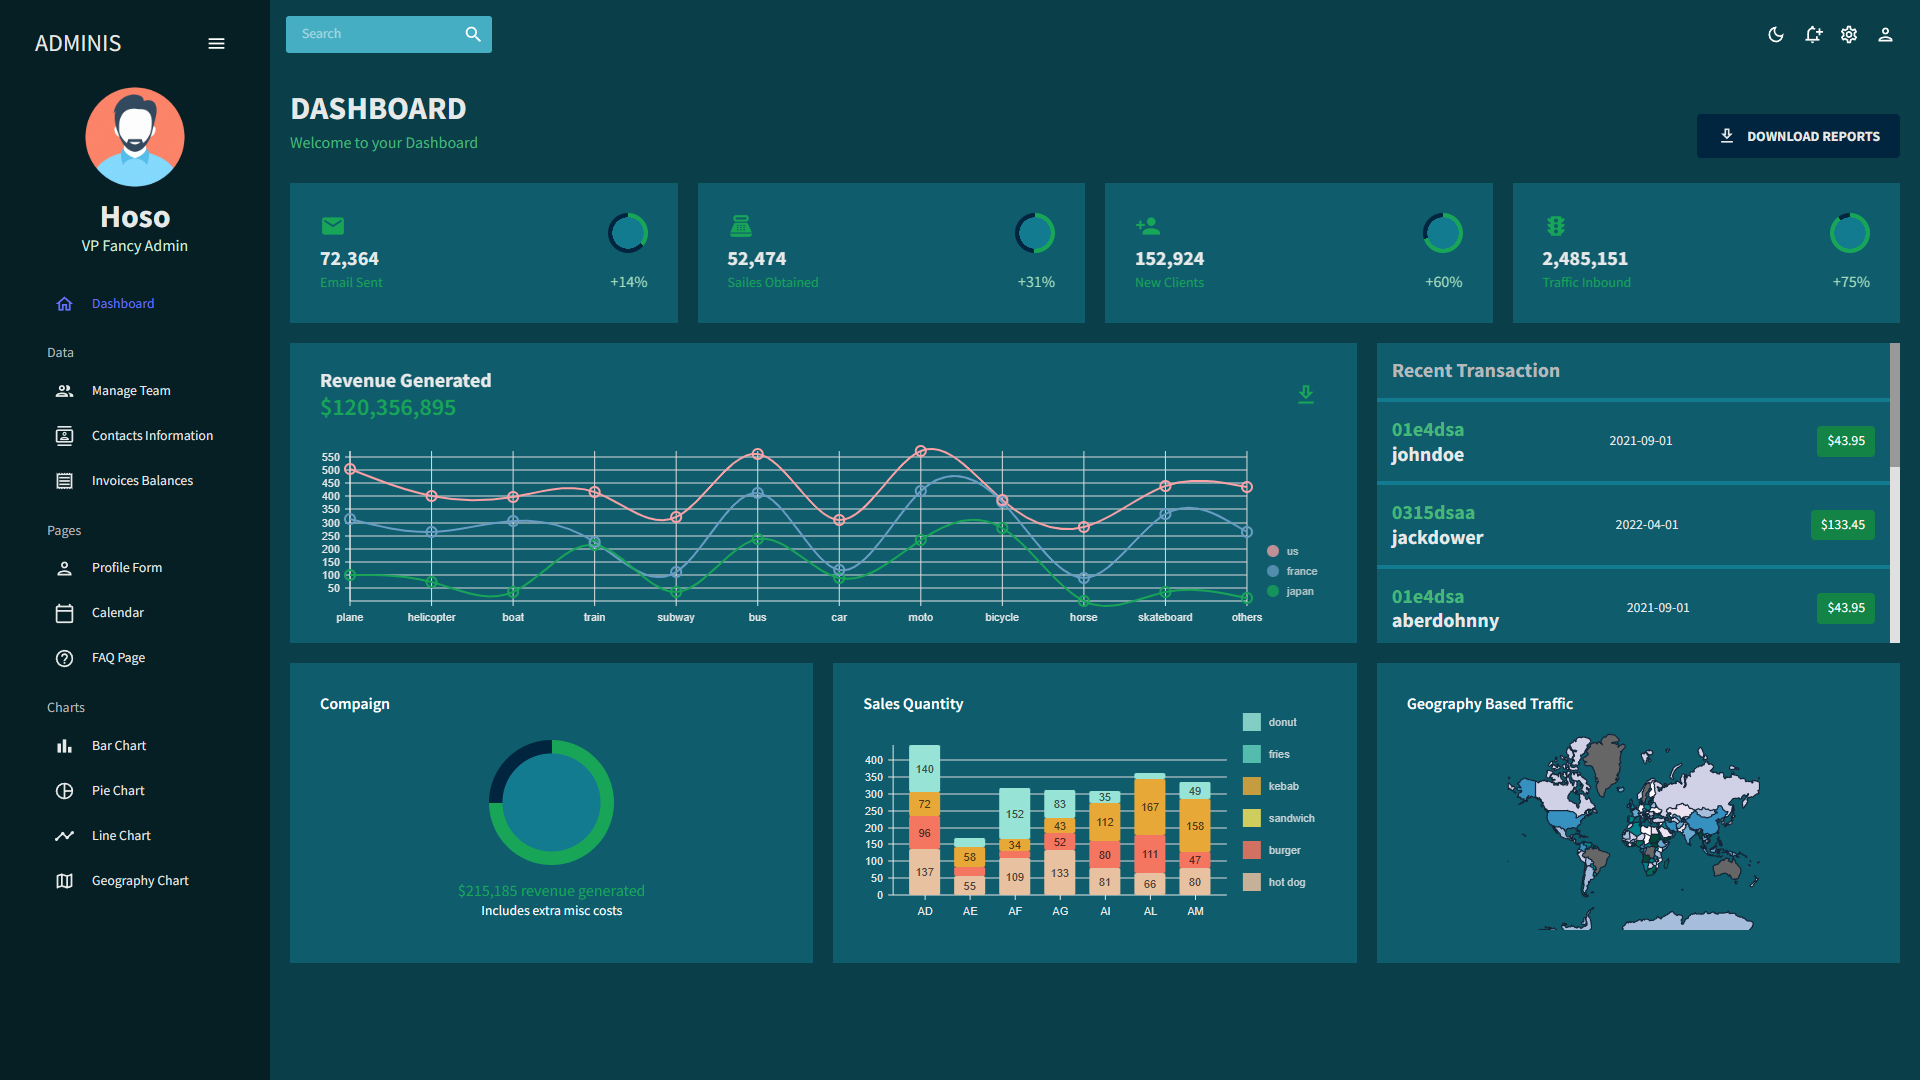 ADMINIS
Search
Hoso
VP Fancy Admin
Dashboard
Data
Manage Team
Contacts Information
Invoices Balances
Pages
Profile Form
Calendar
FAQ Page
Charts
Bar Chart
Pie Chart
Line Chart
Geography Chart
DASHBOARD
Welcome to your Dashboard
DOWNLOAD REPORTS
72,364
Email Sent
+14%
52,474
Sailes Obtained
+31%
152,924
New Clients
+60%
2,485,151
Traffic Inbound
+75%
Revenue Generated
$120,356,895
550
500
450
400
350
300
250
200
150
100
50
plane helicopter boat train subway bus car moto bicycle horse skateboard others
us
france
japan
Recent Transaction
01e4dsa
johndoe
2021-09-01
$43.95
0315dsaa
jackdower
2022-04-01
$133.45
01e4dsa
aberdohnny
2021-09-01
$43.95
Compaign
$215,185 revenue generated
Includes extra misc costs
Sales Quantity
400
350
300
250
200
150
100
50
0
140
72
96
137
58
55
152
34
109
83
43
52
133
35
112
80
81
167
111
66
49
158
47
80
AD AE AF AG AI AL AM
donut
fries
kebab
sandwich
burger
hot dog
Geography Based Traffic